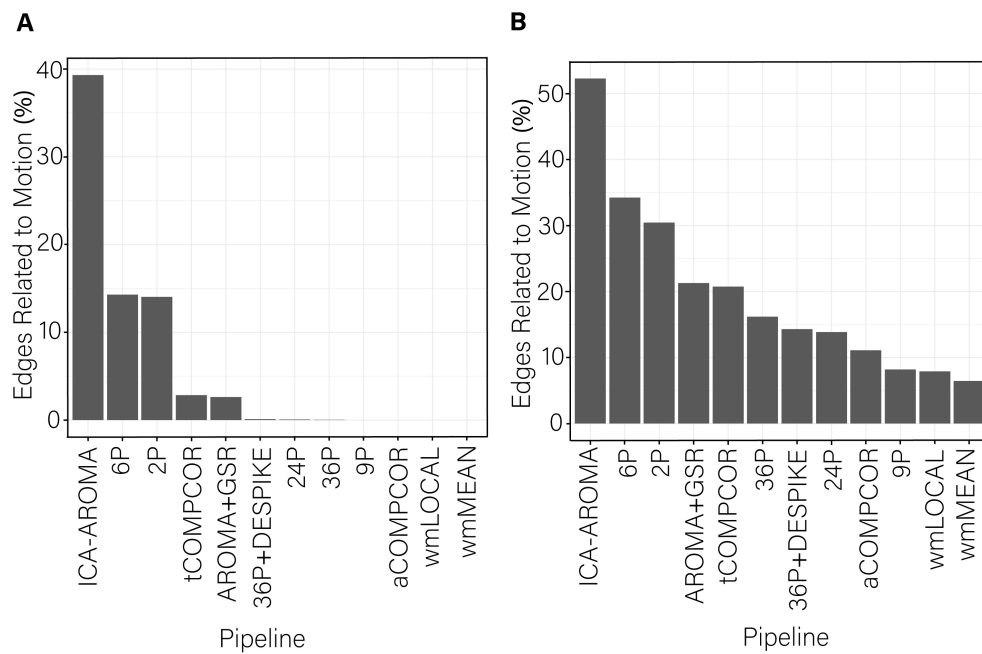 A
Edges Related to Motion (%)
40
30
20
10
0
ICA-AROMA
6P
2P
tCOMPCOR
AROMA+GSR
36P+DESPIKE
24P
36P
9P
aCOMPCOR
wmLOCAL
wmMEAN
Pipeline
B
Edges Related to Motion (%)
50
40
30
20
10
0
ICA-AROMA
6P
2P
AROMA+GSR
tCOMPCOR
36P
36P+DESPIKE
24P
aCOMPCOR
9P
wmLOCAL
wmMEAN
Pipeline